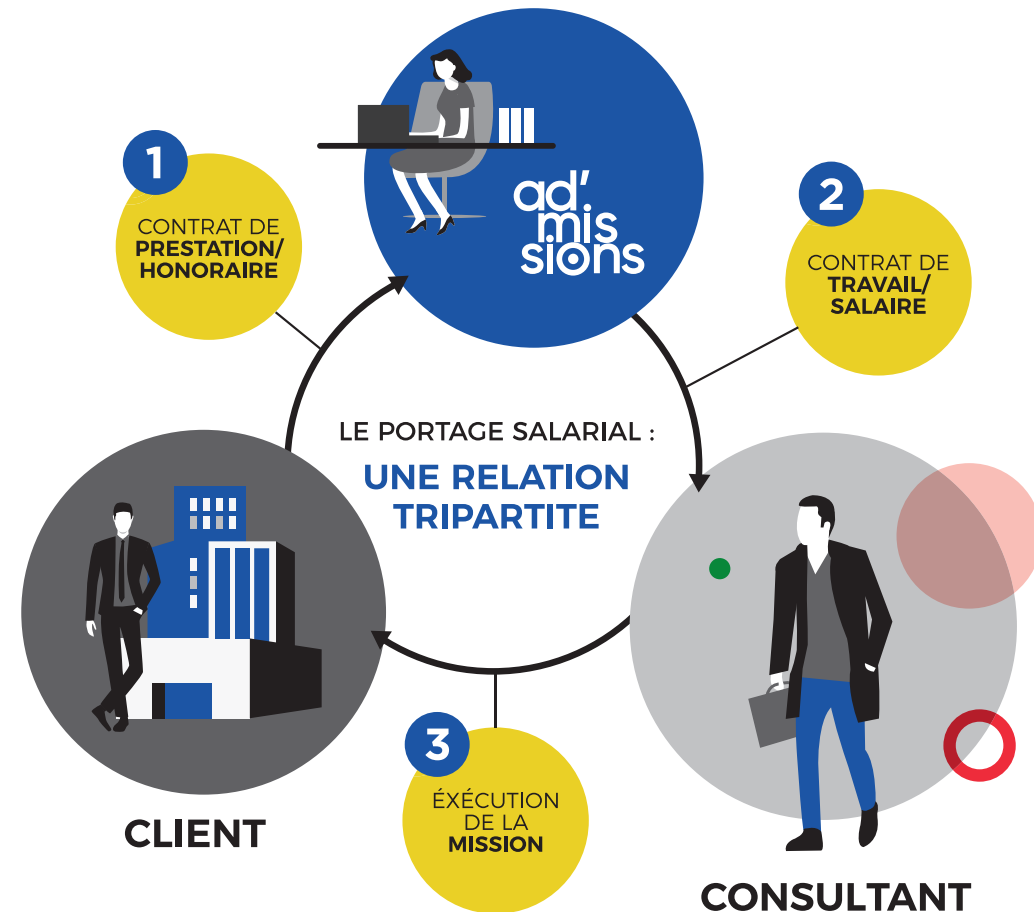 ad'
mis
sions
1
CONTRAT DE
PRESTATION/
HONORAIRE
2
CONTRAT DE
TRAVAIL/
SALAIRE
LE PORTAGE SALARIAL :
UNE RELATION
TRIPARTITE
3
ÉXÉCUTION
DE LA
MISSION
CLIENT
CONSULTANT